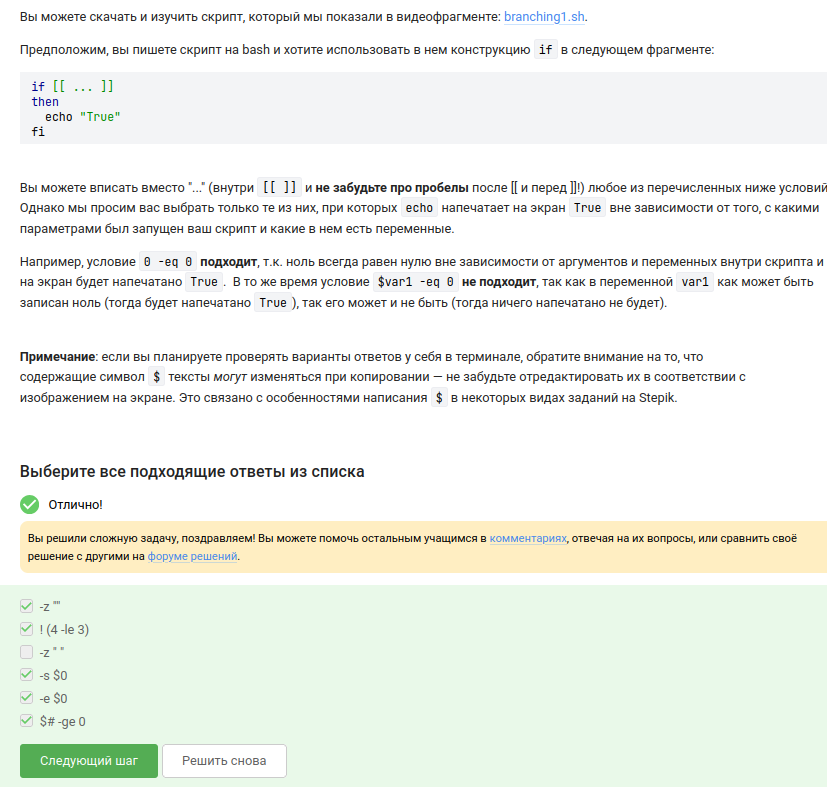 Вы можете скачать и изучить скрипт, который мы показали в видеофрагменте: branching1.sh.
Предположим, вы пишете скрипт на bash и хотите использовать в нем конструкцию if в следующем фрагменте:
if [[ ... ]]
then
echo "True"
fi
Вы можете вписать вместо "..." (внутри [[ ]] и не забудьте про пробелы после [[ и перед ]]!) любое из перечисленных ниже условий
Однако мы просим вас выбрать только те из них, при которых echo напечатает на экран True вне зависимости от того, с какими
параметрами был запущен ваш скрипт и какие в нем есть переменные.
Например, условие 0 -eq 0 подходит, т.к. ноль всегда равен нулю вне зависимости от аргументов и переменных внутри скрипта и
на экран будет напечатано True . В то же время условие $var1 -eq 0 не подходит, так как в переменной var1 как может быть
записан ноль (тогда будет напечатано True ), так его может и не быть (тогда ничего напечатано не будет).
Примечание: если вы планируете проверять варианты ответов у себя в терминале, обратите внимание на то, что
содержащие символ $ тексты могут изменяться при копировании — не забудьте отредактировать их в соответствии с
изображением на экране. Это связано с особенностями написания $ в некоторых видах заданий на Stepik.
Выберите все подходящие ответы из списка
Отлично!
Вы решили сложную задачу, поздравляем! Вы можете помочь остальным учащимся в комментариях, отвечая на их вопросы, или сравнить своё
решение с другими на форуме решений.
-z ""
! (4 -le 3)
-z " "
-s $0
-e $0
$# -ge 0
Следующий шаг Решить снова